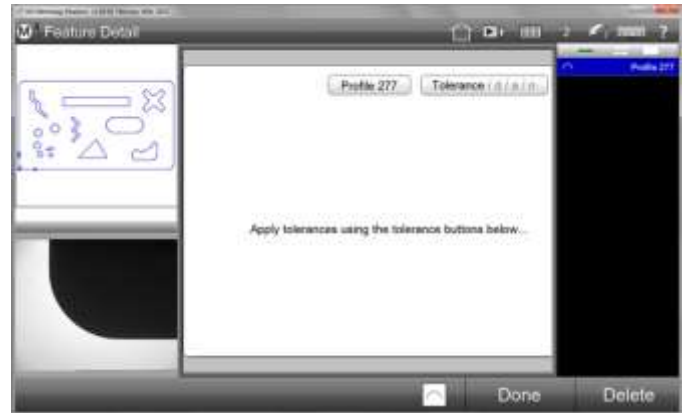 Feature Detail
?
Profile 277
Profile 277
Tolerance
Apply tolerances using the tolerance buttons below...
Done
Delete